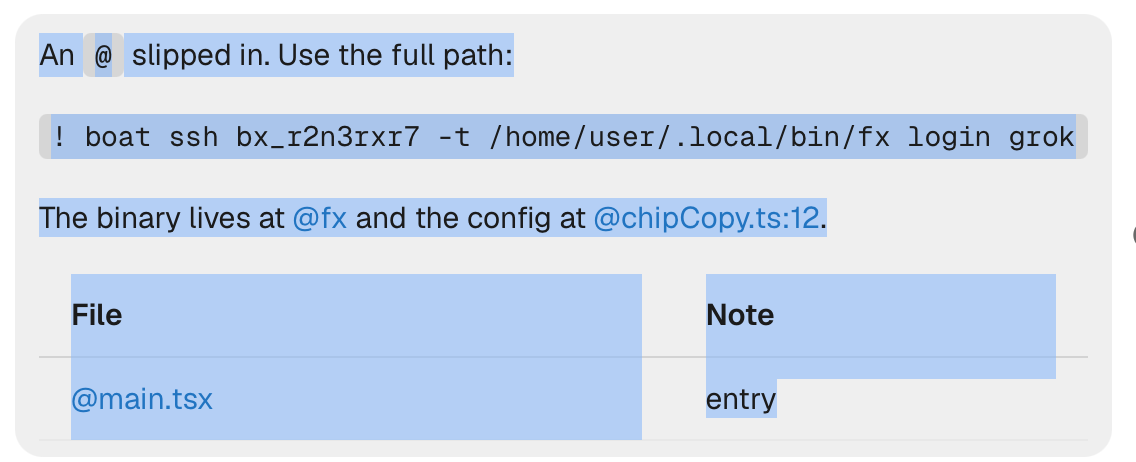 An @ slipped in. Use the full path:
! boat ssh bx_r2n3rxr7 -t /home/user/.local/bin/fx login grok
The binary lives at @fx and the config at @chipCopy.ts:12.
File Note
@main.tsx entry